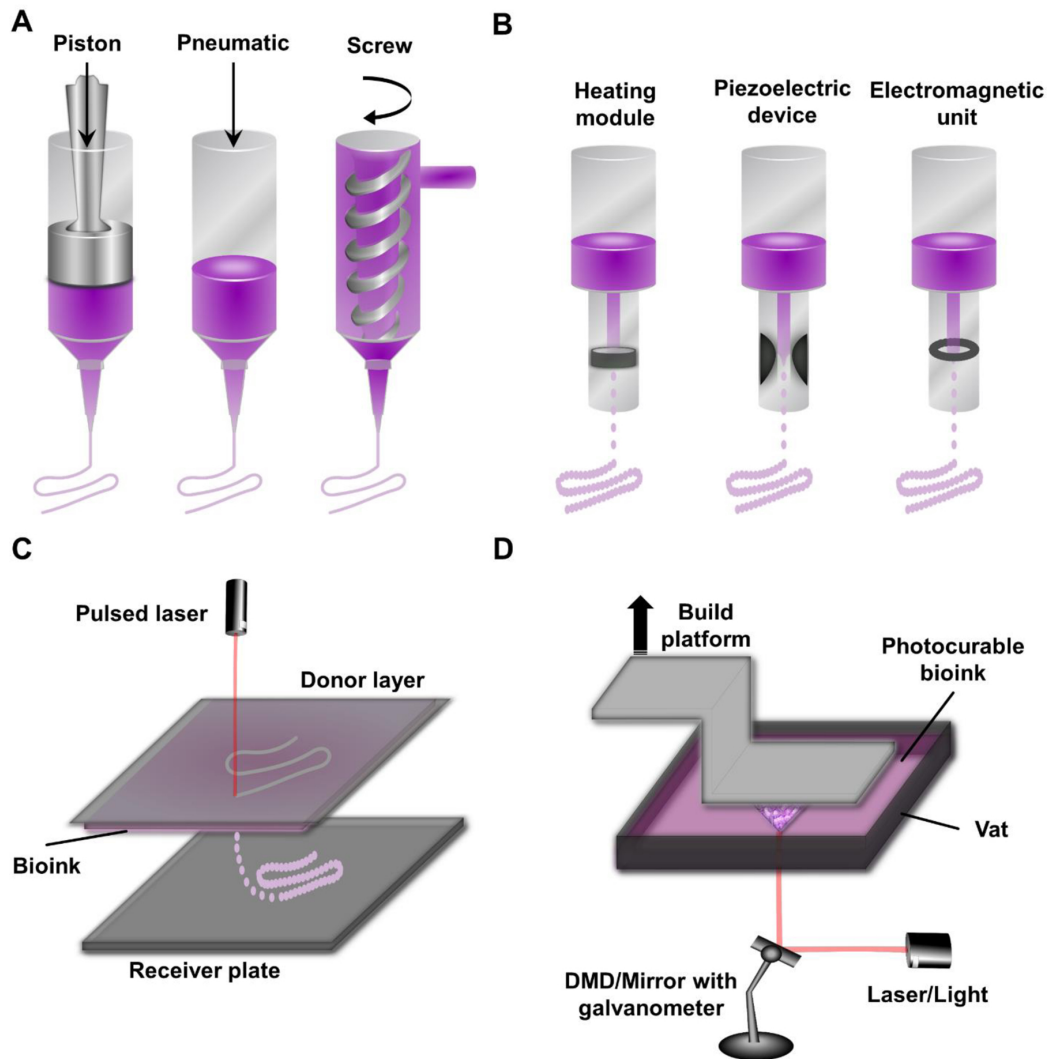 A
Piston
Pneumatic
Screw
B
Heating
module
Piezoelectric
device
Electromagnetic
unit
C
Pulsed laser
Donor layer
Bioink
Receiver plate
D
Build
platform
Photocurable
bioink
Vat
DMD/Mirror with
galvanometer
Laser/Light